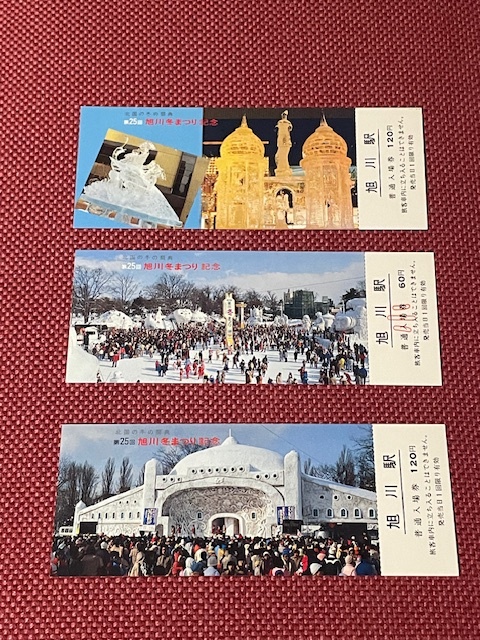 北国の冬の祭典
第25回 旭川冬まつり記念
旭川駅
普通入場券 120円
旅客車内に立ち入ることはできません。
発売当日1回限り有効
北国の冬の祭典
第25回 旭川冬まつり記念
旭川駅
普通入場券 60円
小
旅客車内に立ち入ることはできません。
発売当日1回限り有効
北国の冬の祭典
第25回 旭川冬まつり記念
旭川駅
普通入場券 120円
旅客車内に立ち入ることはできません。
発売当日1回限り有効